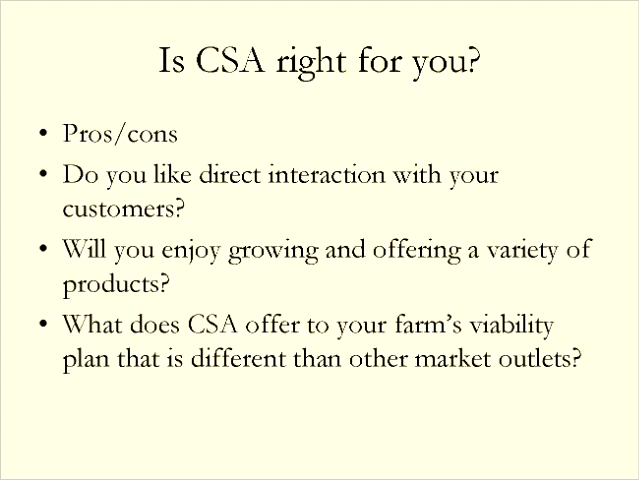 Is CSA right for you?
• Pros/cons
• Do you like direct interaction with your
customers?
• Will you enjoy growing and offering a variety of
products?
• What does CSA offer to your farm's viability
plan that is different than other market outlets?